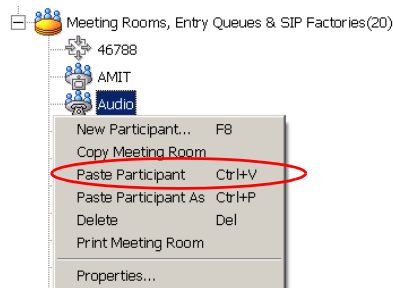 Meeting Rooms, Entry Queues & SIP Factories(20)
46788
AMIT
Audio
New Participant... F8
Copy Meeting Room
Paste Participant Ctrl+V
Paste Participant As Ctrl+P
Delete Del
Print Meeting Room
Properties...